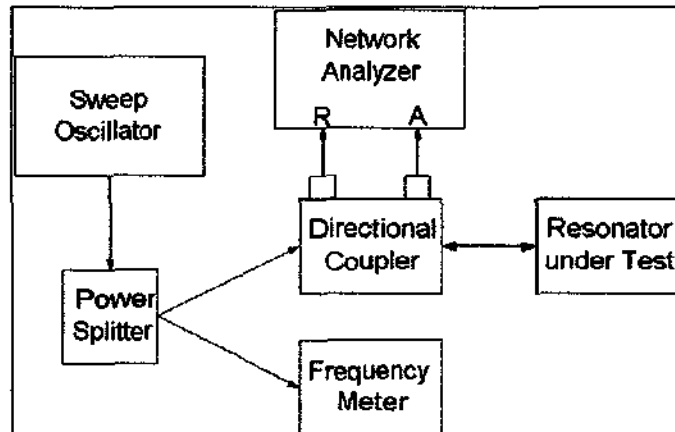 Network
Analyzer
R A
Sweep
Oscillator
Directional
Coupler
Resonator
under Test
Power
Splitter
Frequency
Meter